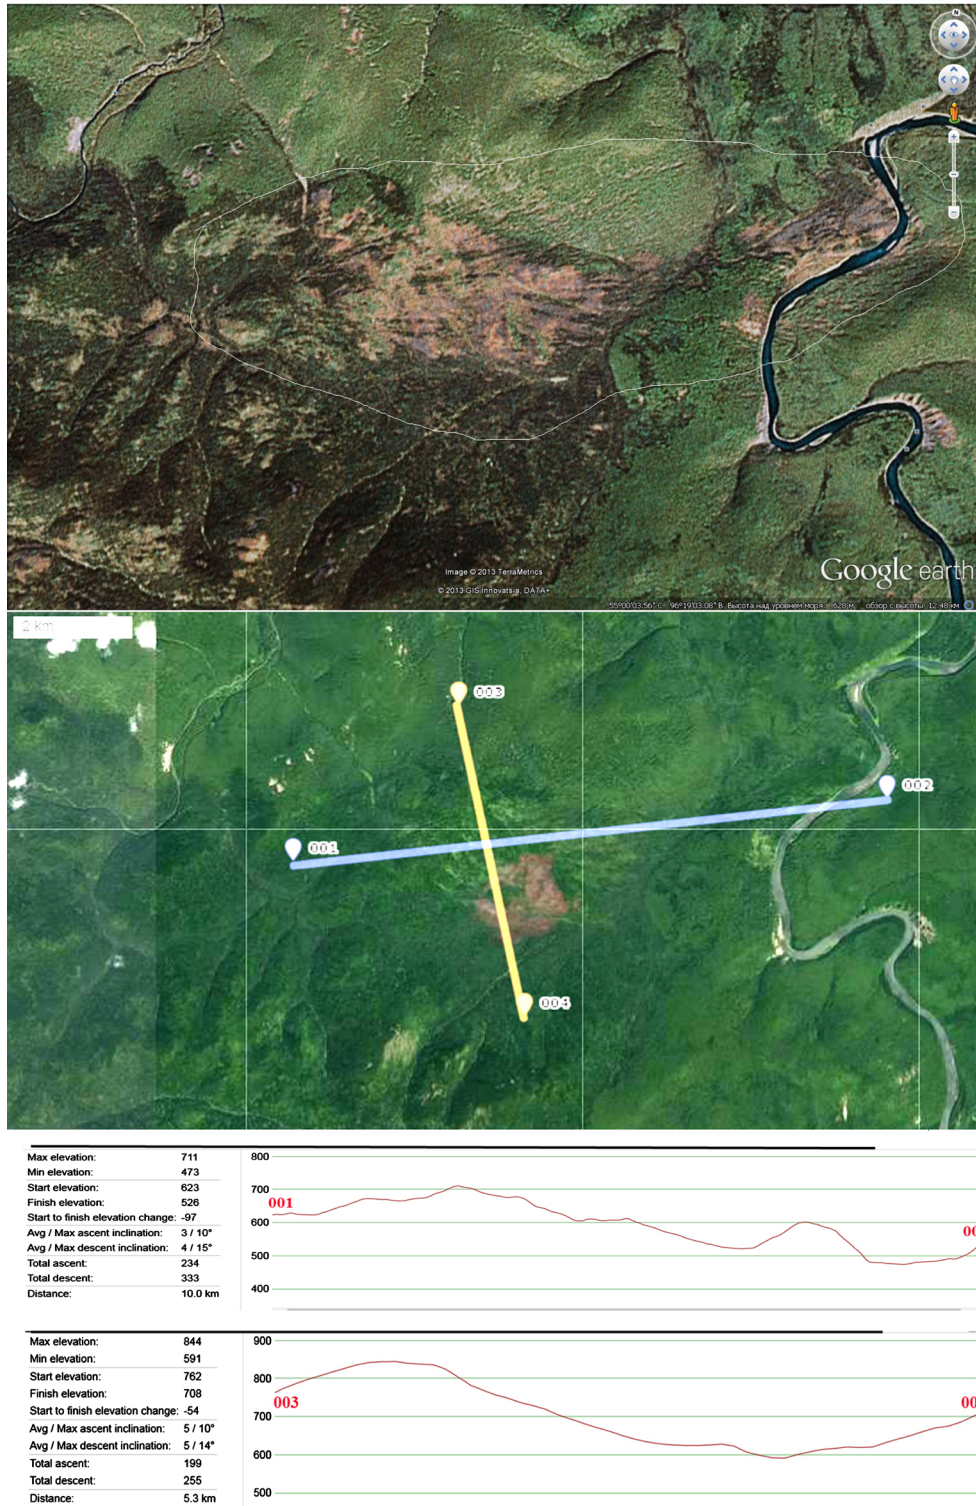 N
Image © 2013 TerraMetrics
© 2013 GIS Innovatsia, DATA+
Google earth
55°00'03.56" С 96°19'03.08" В Высота над уровнем моря: 628 м обзор с высоты 12.48 км
2 km
003
002
001
004
Max elevation: 711
Min elevation: 473
Start elevation: 623
Finish elevation: 526
Start to finish elevation change: -97
Avg / Max ascent inclination: 3 / 10°
Avg / Max descent inclination: 4 / 15°
Total ascent: 234
Total descent: 333
Distance: 10.0 km
800
700
001
600
00
500
400
Max elevation: 844
Min elevation: 591
Start elevation: 762
Finish elevation: 708
Start to finish elevation change: -54
Avg / Max ascent inclination: 5 / 10°
Avg / Max descent inclination: 5 / 14°
Total ascent: 199
Total descent: 255
Distance: 5.3 km
900
800
003
00
700
600
500